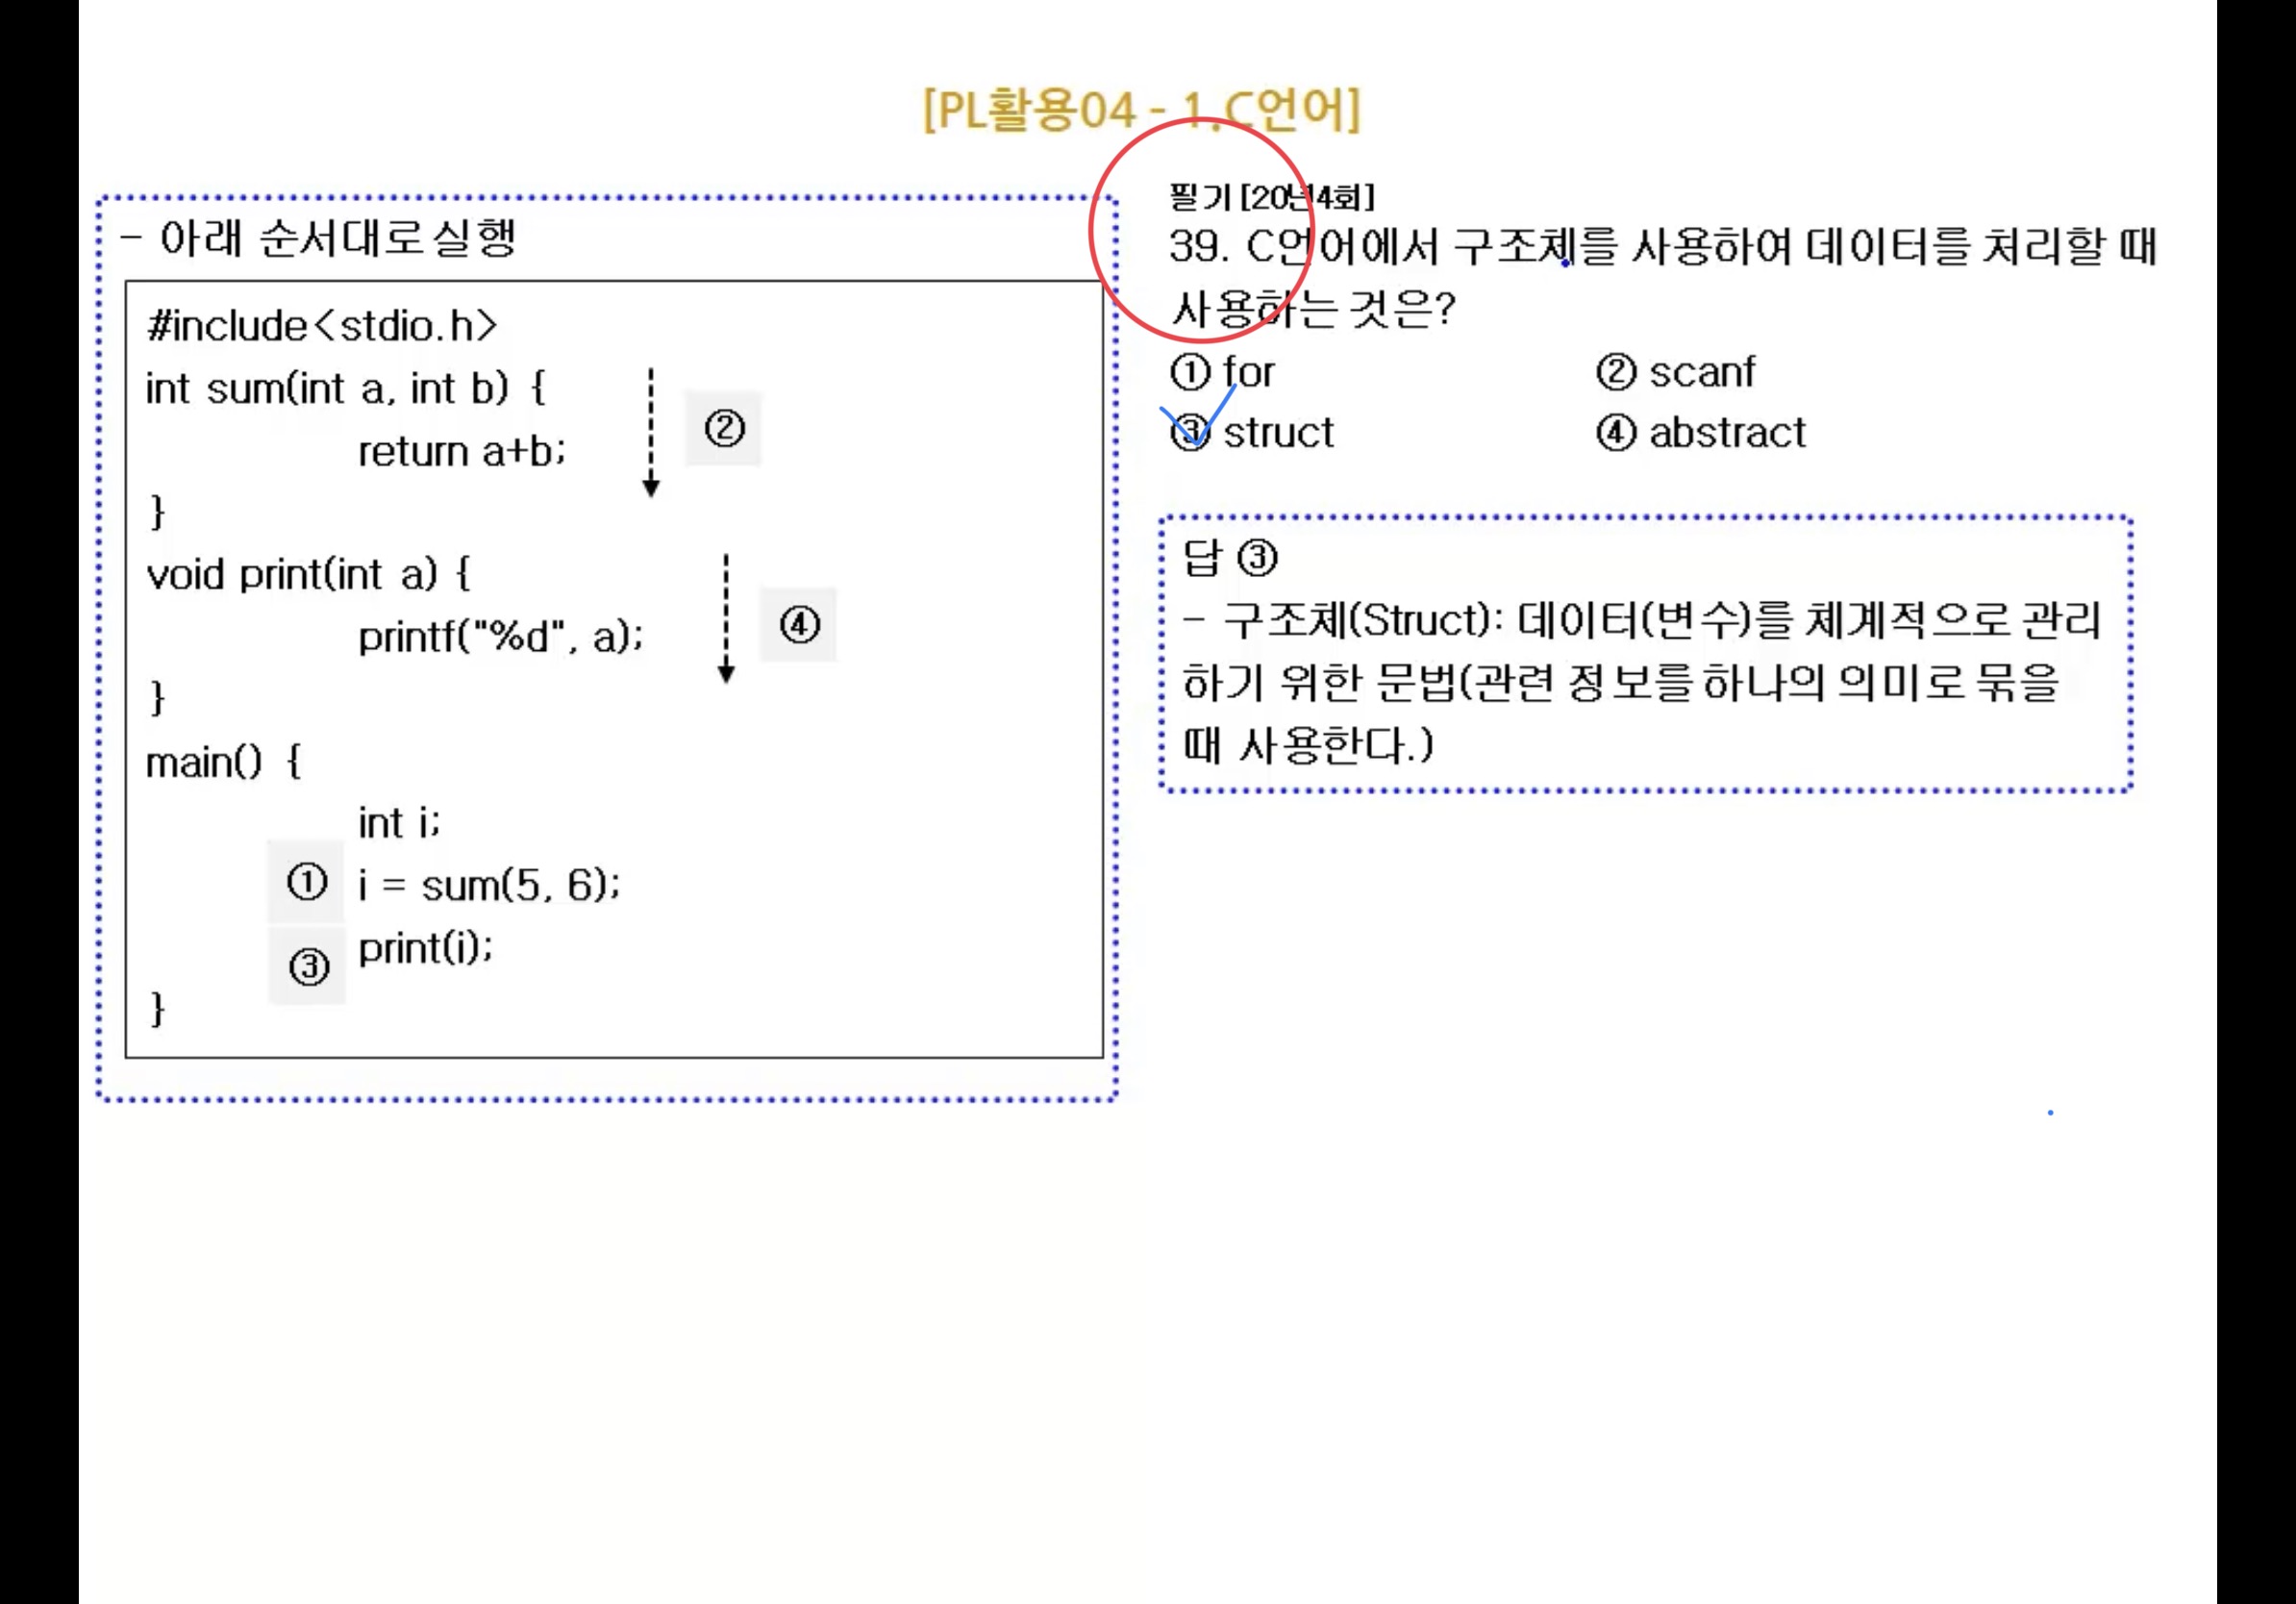 [PL활용04 - 1.C언어]
- 아래 순서대로 실행
#include<stdio.h>
int sum(int a, int b) {
return a+b;
②
}
void print(int a) {
printf("%d", a);
④
}
main() {
int i;
① i = sum(5, 6);
③ print(i);
}
필기 [20년4회]
39. C언어에서 구조체를 사용하여 데이터를 처리할 때
사용하는 것은?
① for ② scanf
③ struct ④ abstract
답 ③
- 구조체(Struct): 데이터(변수)를 체계적으로 관리
하기 위한 문법(관련 정보를 하나의 의미로 묶을
때 사용한다.)